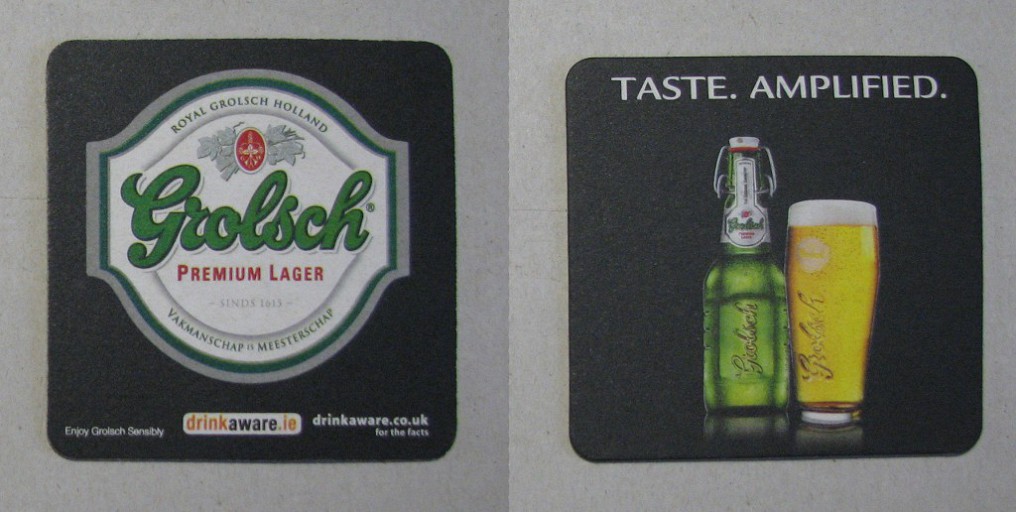 ROYAL GROLSCH HOLLAND
Grolsch®
PREMIUM LAGER
– SINDS 1615 –
VAKMANSCHAP IS MEESTERSCHAP
Enjoy Grolsch Sensibly
drinkaware.ie
drinkaware.co.uk
for the facts
TASTE. AMPLIFIED.
Grolsch
Grolsch
Grolsch